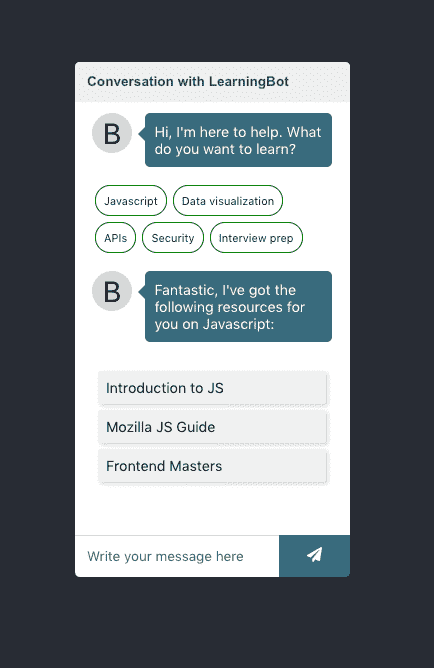 Conversation with LearningBot
B
Hi, I'm here to help. What
do you want to learn?
Javascript
Data visualization
APIs
Security
Interview prep
B
Fantastic, I've got the
following resources for
you on Javascript:
Introduction to JS
Mozilla JS Guide
Frontend Masters
Write your message here